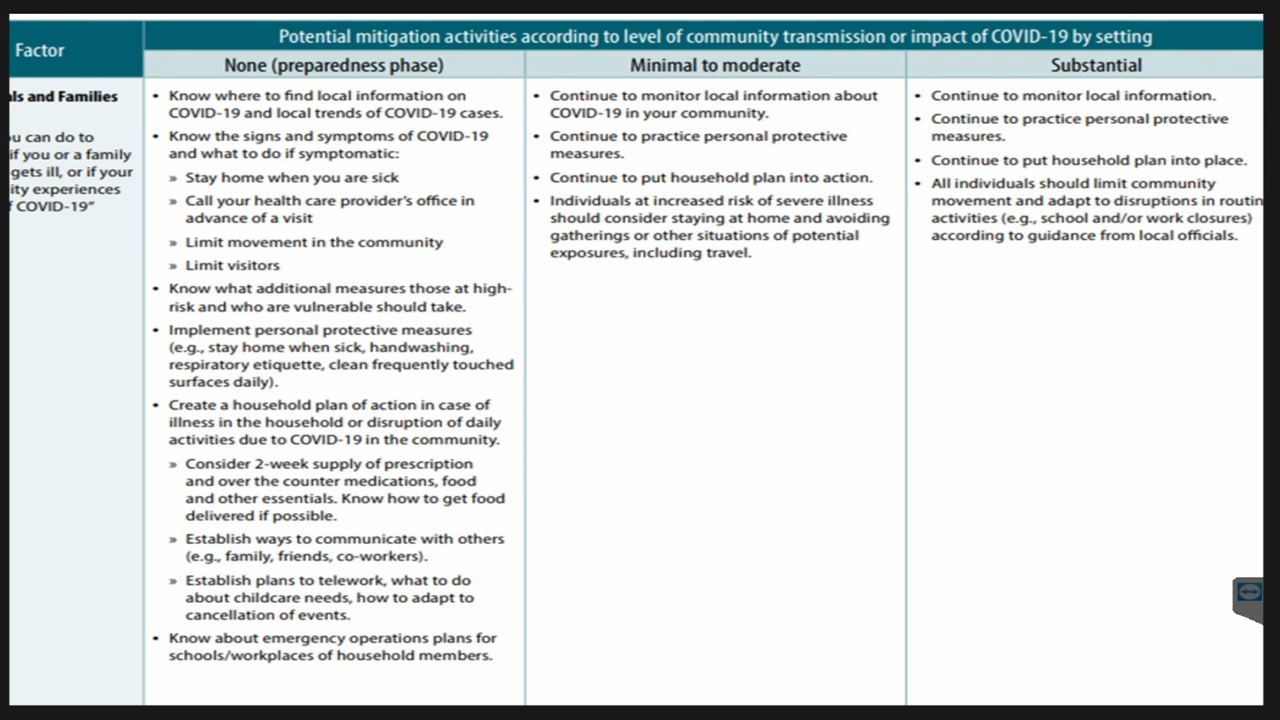 Factor
Potential mitigation activities according to level of community transmission or impact of COVID-19 by setting
None (preparedness phase)
Minimal to moderate
Substantial
and Families
can do to
if you or a family
gets ill, or if your
experiences
COVID-19”
• Know where to find local information on
COVID-19 and local trends of COVID-19 cases.
• Know the signs and symptoms of COVID-19
and what to do if symptomatic:
» Stay home when you are sick
» Call your health care provider’s office in
advance of a visit
» Limit movement in the community
» Limit visitors
• Know what additional measures those at high-
risk and who are vulnerable should take.
• Implement personal protective measures
(e.g., stay home when sick, handwashing,
respiratory etiquette, clean frequently touched
surfaces daily).
• Create a household plan of action in case of
illness in the household or disruption of daily
activities due to COVID-19 in the community.
» Consider 2-week supply of prescription
and over the counter medications, food
and other essentials. Know how to get food
delivered if possible.
» Establish ways to communicate with others
(e.g., family, friends, co-workers).
» Establish plans to telework, what to do
about childcare needs, how to adapt to
cancellation of events.
• Know about emergency operations plans for
schools/workplaces of household members.
• Continue to monitor local information about
COVID-19 in your community.
• Continue to practice personal protective
measures.
• Continue to put household plan into action.
• Individuals at increased risk of severe illness
should consider staying at home and avoiding
gatherings or other situations of potential
exposures, including travel.
• Continue to monitor local information.
• Continue to practice personal protective
measures.
• Continue to put household plan into place.
• All individuals should limit community
movement and adapt to disruptions in routin
activities (e.g., school and/or work closures)
according to guidance from local officials.